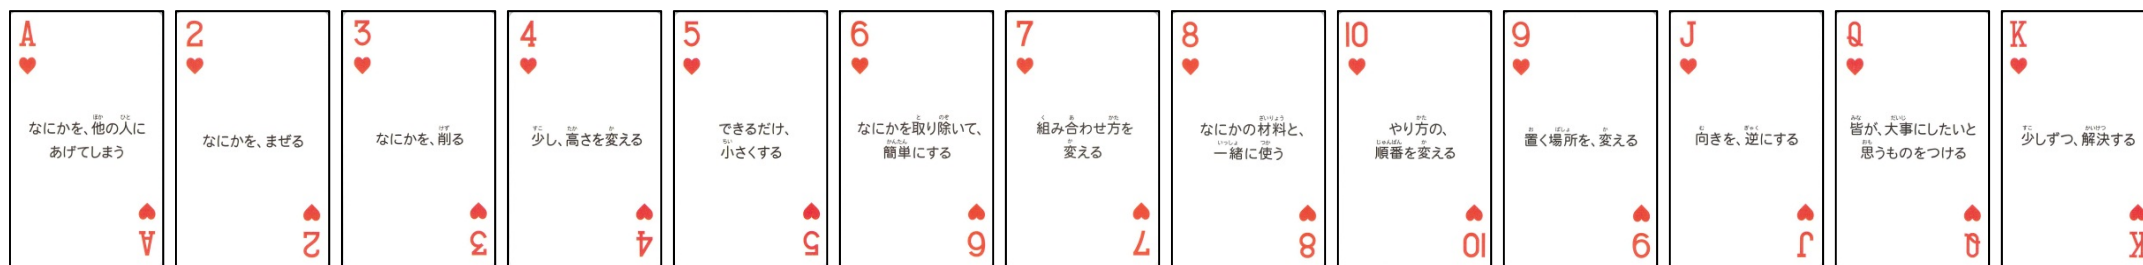 A
なにかを、他の人に
あげてしまう
A
2
なにかを、まぜる
2
3
なにかを、削る
3
4
少し、高さを変える
4
5
できるだけ、
小さくする
5
6
なにかを取り除いて、
簡単にする
6
7
組み合わせ方を
変える
7
8
なにかの材料と、
一緒に使う
8
10
やり方の、
順番を変える
10
9
置く場所を、変える
9
J
向きを、逆にする
J
Q
皆が、大事にしたいと
思うものをつける
Q
K
少しずつ、解決する
K